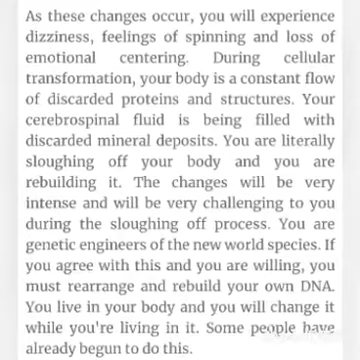 As these changes occur, you will experience
dizziness, feelings of spinning and loss of
emotional centering. During cellular
transformation, your body is a constant flow
of discarded proteins and structures. Your
cerebrospinal fluid is being filled with
discarded mineral deposits. You are literally
sloughing off your body and you are
rebuilding it. The changes will be very
intense and will be very challenging to you
during the sloughing off process. You are
genetic engineers of the new world species. If
you agree with this and you are willing, you
must rearrange and rebuild your own DNA.
You live in your body and you will change it
while you're living in it. Some people have
already begun to do this.